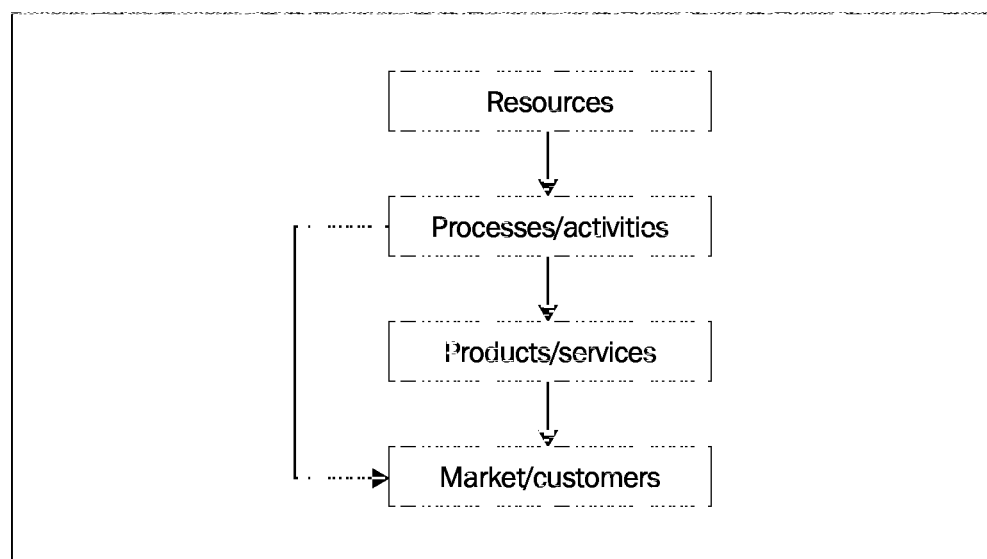 Resources
Processes/activities
Products/services
Market/customers